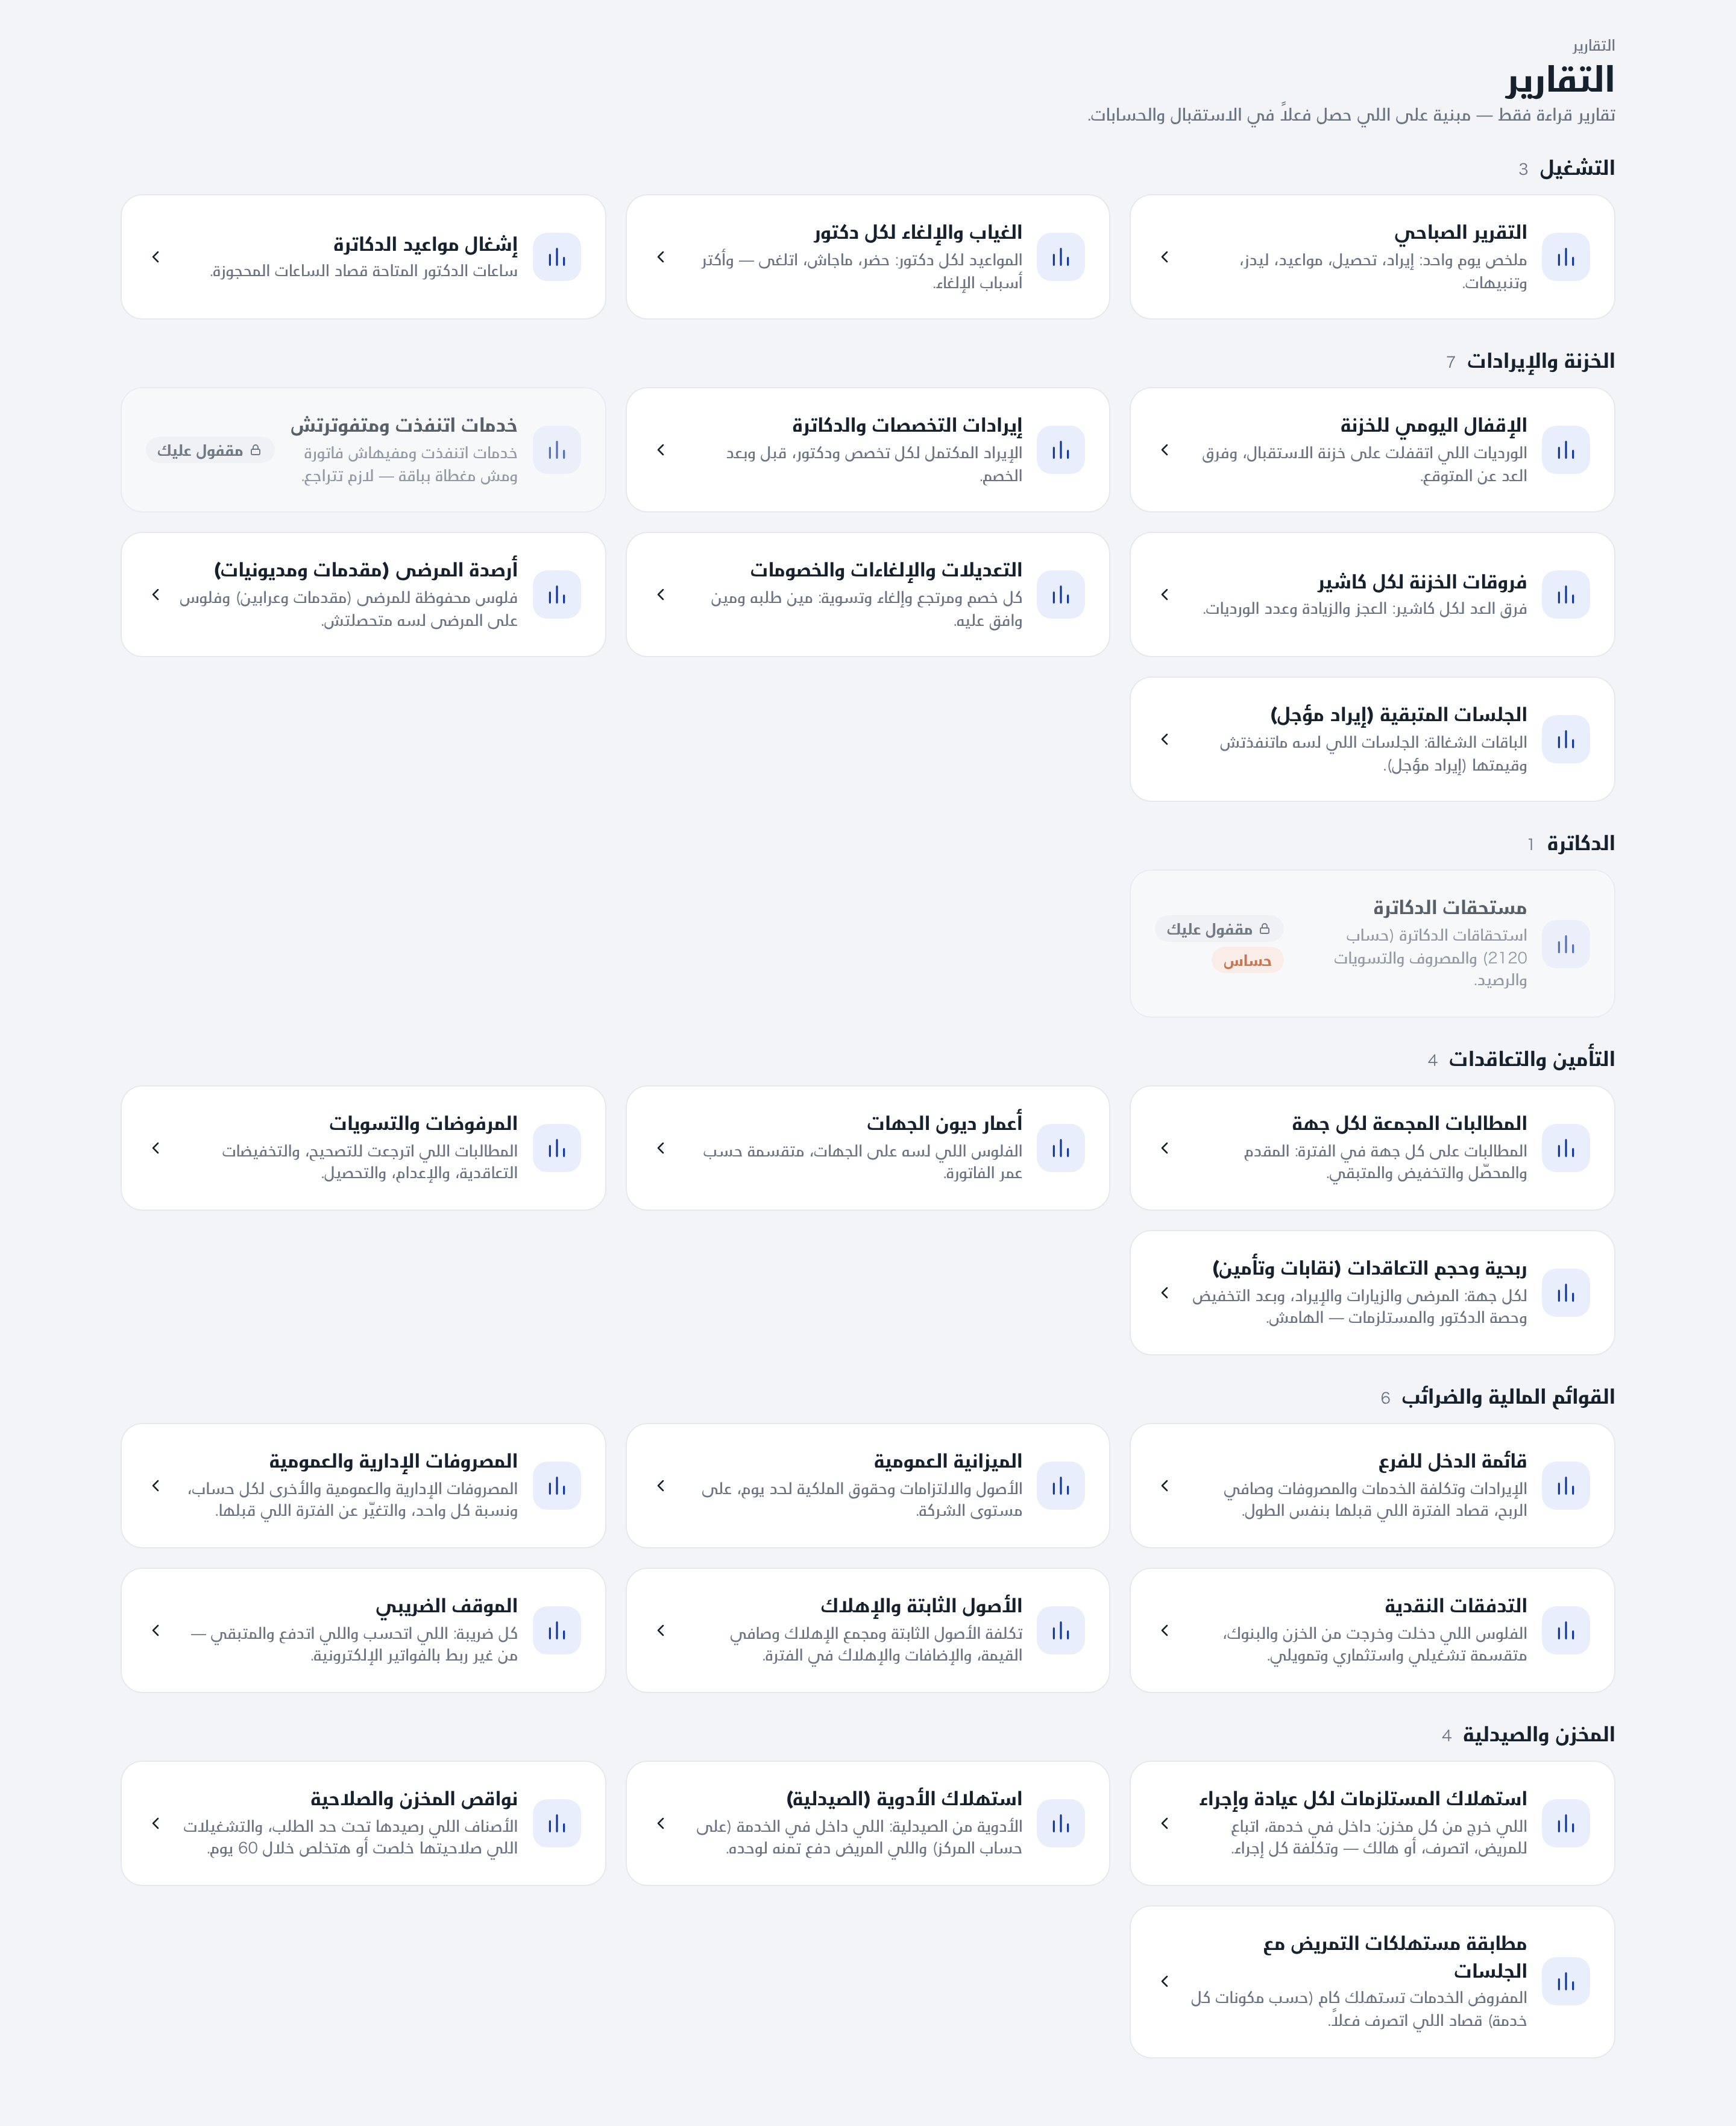 التقارير
التقارير
تقارير قراءة فقط — مبنية على اللي حصل فعلاً في الاستقبال والحسابات.
التشغيل 3
التقرير الصباحي
ملخص يوم واحد: إيراد، تحصيل، مواعيد، ليدز،
وتنبيهات.
الغياب والإلغاء لكل دكتور
المواعيد لكل دكتور: حضر، ماجاش، اتلغى — وأكتر
أسباب الإلغاء.
إشغال مواعيد الدكاترة
ساعات الدكتور المتاحة قصاد الساعات المحجوزة.
الخزنة والإيرادات 7
الإقفال اليومي للخزنة
الورديات اللي اتقفلت على خزنة الاستقبال، وفرق
العد عن المتوقع.
إيرادات التخصصات والدكاترة
الإيراد المكتمل لكل تخصص ودكتور، قبل وبعد
الخصم.
خدمات اتنفذت ومتفوترتش
خدمات اتنفذت ومفيهاش فاتورة
ومش مغطاة بباقة — لازم تتراجع.
مقفول عليك
فروقات الخزنة لكل كاشير
فرق العد لكل كاشير: العجز والزيادة وعدد الورديات.
التعديلات والإلغاءات والخصومات
كل خصم ومرتجع وإلغاء وتسوية: مين طلبه ومين
وافق عليه.
أرصدة المرضى (مقدمات ومديونيات)
فلوس محفوظة للمرضى (مقدمات وعرابين) وفلوس
على المرضى لسه متحصلتش.
الجلسات المتبقية (إيراد مؤجل)
الباقات الشغالة: الجلسات اللي لسه ماتنفذتش
وقيمتها (إيراد مؤجل).
الدكاترة 1
مستحقات الدكاترة
استحقاقات الدكاترة (حساب
2120) والمصروف والتسويات
والرصيد.
مقفول عليك
حساس
التأمين والتعاقدات 4
المطالبات المجمعة لكل جهة
المطالبات على كل جهة في الفترة: المقدم
والمحصّل والتخفيض والمتبقي.
أعمار ديون الجهات
الفلوس اللي لسه على الجهات، متقسمة حسب
عمر الفاتورة.
المرفوضات والتسويات
المطالبات اللي اترجعت للتصحيح، والتخفيضات
التعاقدية، والإعدام، والتحصيل.
ربحية وحجم التعاقدات (نقابات وتأمين)
لكل جهة: المرضى والزيارات والإيراد، وبعد التخفيض
وحصة الدكتور والمستلزمات — الهامش.
القوائم المالية والضرائب 6
قائمة الدخل للفرع
الإيرادات وتكلفة الخدمات والمصروفات وصافي
الربح، قصاد الفترة اللي قبلها بنفس الطول.
الميزانية العمومية
الأصول والالتزامات وحقوق الملكية لحد يوم، على
مستوى الشركة.
المصروفات الإدارية والعمومية
المصروفات الإدارية والعمومية والأخرى لكل حساب،
ونسبة كل واحد، والتغيّر عن الفترة اللي قبلها.
التدفقات النقدية
الفلوس اللي دخلت وخرجت من الخزن والبنوك،
متقسمة تشغيلي واستثماري وتمويلي.
الأصول الثابتة والإهلاك
تكلفة الأصول الثابتة ومجمع الإهلاك وصافي
القيمة، والإضافات والإهلاك في الفترة.
الموقف الضريبي
كل ضريبة: اللي اتحسب واللي اتدفع والمتبقي —
من غير ربط بالفواتير الإلكترونية.
المخزن والصيدلية 4
استهلاك المستلزمات لكل عيادة وإجراء
اللي خرج من كل مخزن: داخل في خدمة، اتباع
للمريض، اتصرف، أو هالك — وتكلفة كل إجراء.
استهلاك الأدوية (الصيدلية)
الأدوية من الصيدلية: اللي داخل في الخدمة (على
حساب المركز) واللي المريض دفع تمنه لوحده.
نواقص المخزن والصلاحية
الأصناف اللي رصيدها تحت حد الطلب، والتشغيلات
اللي صلاحيتها خلصت أو هتخلص خلال 60 يوم.
مطابقة مستهلكات التمريض مع
الجلسات
المفروض الخدمات تستهلك كام (حسب مكونات كل
خدمة) قصاد اللي اتصرف فعلاً.